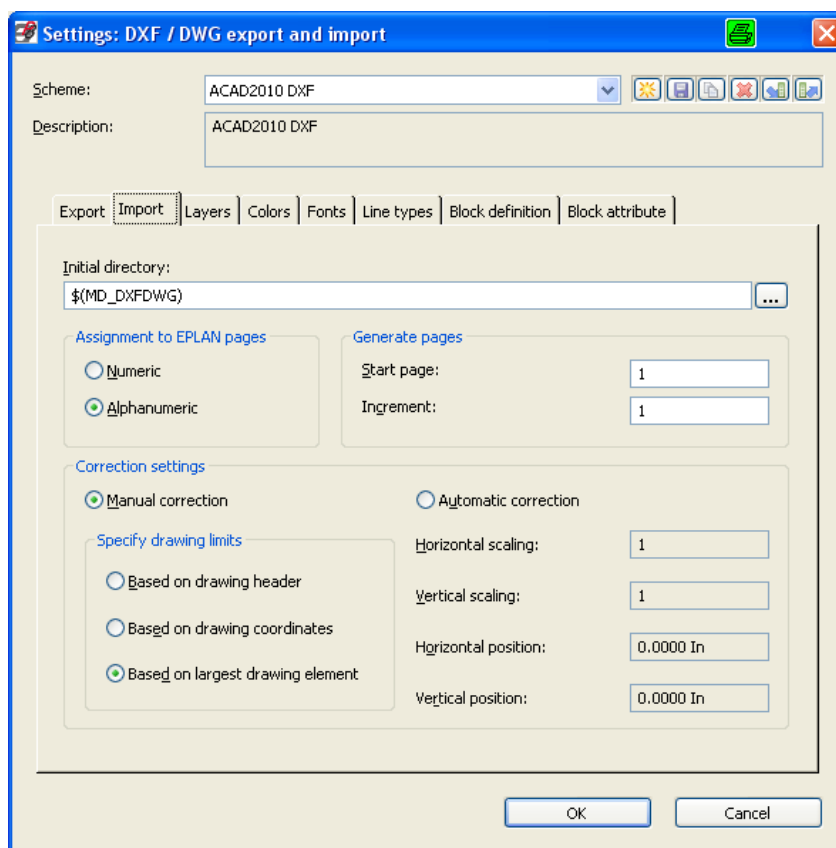 Settings: DXF / DWG export and import
Scheme: ACAD2010 DXF
Description: ACAD2010 DXF
Export Import Layers Colors Fonts Line types Block definition Block attribute
Initial directory:
$(MD_DXFDWG)
...
Assignment to EPLAN pages
Numeric
Alphanumeric
Generate pages
Start page: 1
Increment: 1
Correction settings
Manual correction
Automatic correction
Specify drawing limits
Based on drawing header
Based on drawing coordinates
Based on largest drawing element
Horizontal scaling: 1
Vertical scaling: 1
Horizontal position: 0.0000 In
Vertical position: 0.0000 In
OK Cancel